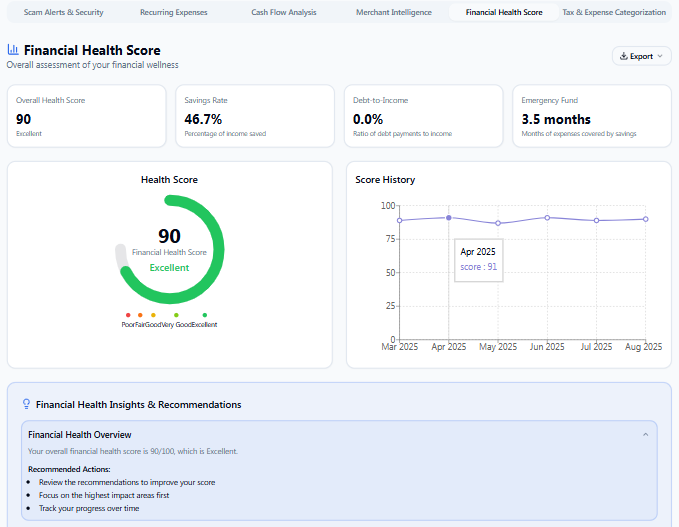 Scam Alerts & Security Recurring Expenses Cash Flow Analysis Merchant Intelligence Financial Health Score Tax & Expense Categorization
Financial Health Score
Overall assessment of your financial wellness
Export
Overall Health Score
90
Excellent
Savings Rate
46.7%
Percentage of income saved
Debt-to-Income
0.0%
Ratio of debt payments to income
Emergency Fund
3.5 months
Months of expenses covered by savings
Health Score
90
Financial Health Score
Excellent
PoorFairGoodVery GoodExcellent
Score History
100
75
50
25
0
Apr 2025
score : 91
Mar 2025 Apr 2025 May 2025 Jun 2025 Jul 2025 Aug 2025
Financial Health Insights & Recommendations
Financial Health Overview
Your overall financial health score is 90/100, which is Excellent.
Recommended Actions:
Review the recommendations to improve your score
Focus on the highest impact areas first
Track your progress over time